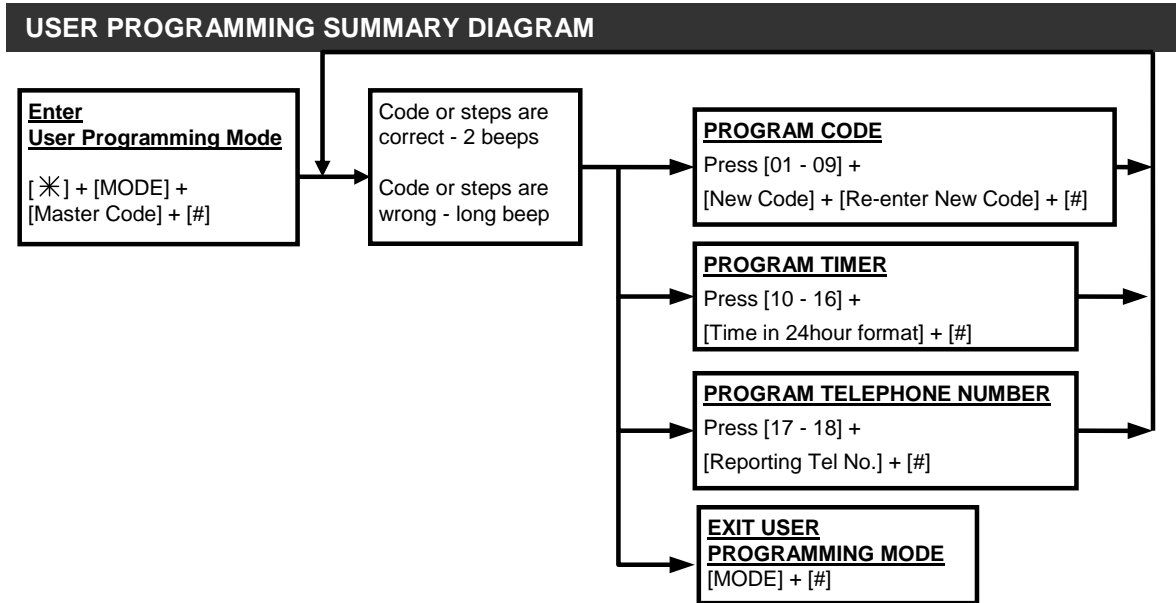 USER PROGRAMMING SUMMARY DIAGRAM
Enter
User Programming Mode
[✳] + [MODE] +
[Master Code] + [#]
Code or steps are
correct - 2 beeps
Code or steps are
wrong - long beep
PROGRAM CODE
Press [01 - 09] +
[New Code] + [Re-enter New Code] + [#]
PROGRAM TIMER
Press [10 - 16] +
[Time in 24hour format] + [#]
PROGRAM TELEPHONE NUMBER
Press [17 - 18] +
[Reporting Tel No.] + [#]
EXIT USER
PROGRAMMING MODE
[MODE] + [#]